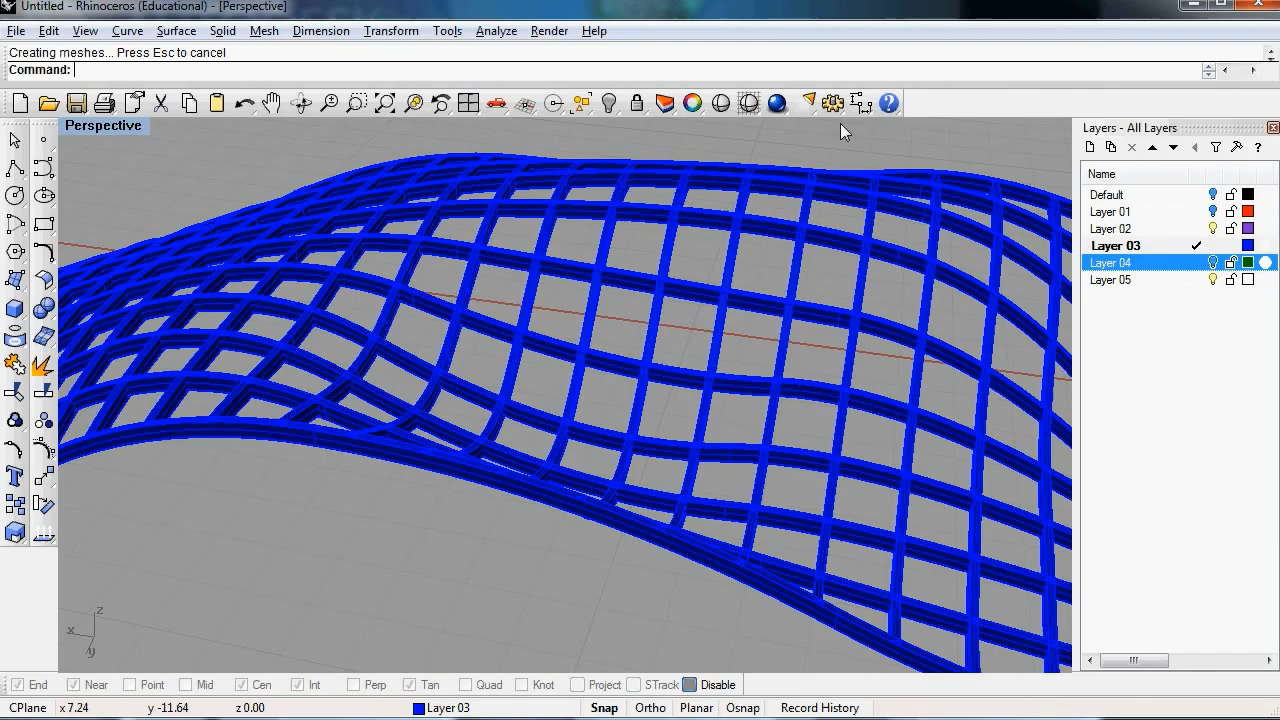 Untitled - Rhinoceros (Educational) - [Perspective]
File Edit View Curve Surface Solid Mesh Dimension Transform Tools Analyze Render Help
Creating meshes... Press Esc to cancel
Command:
Perspective
Layers - All Layers
Name
Default
Layer 01
Layer 02
Layer 03
Layer 04
Layer 05
z
x
y
End Near Point Mid Cen Int Perp Tan Quad Knot Project STrack Disable
CPlane x 7.24 y -11.64 z 0.00 Layer 03 Snap Ortho Planar Osnap Record History